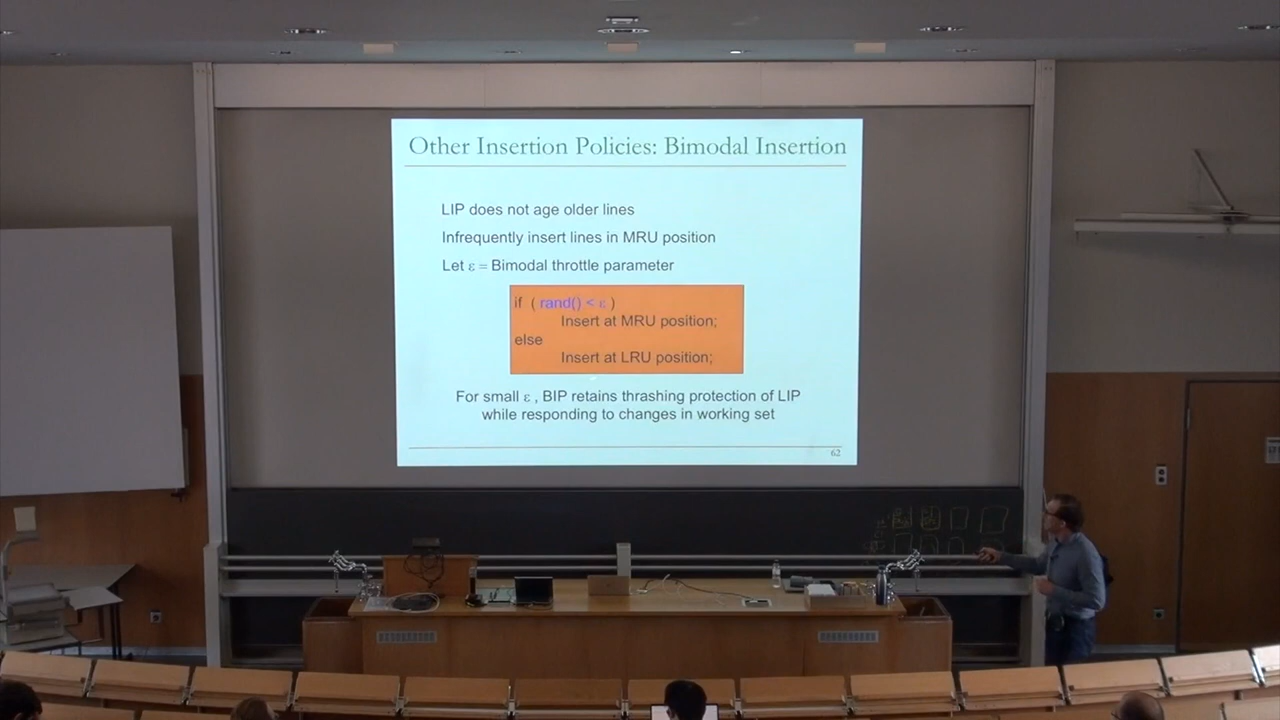 Other Insertion Policies: Bimodal Insertion
LIP does not age older lines
Infrequently insert lines in MRU position
Let ε = Bimodal throttle parameter
if ( rand() < ε )
Insert at MRU position;
else
Insert at LRU position;
For small ε , BIP retains thrashing protection of LIP
while responding to changes in working set
62